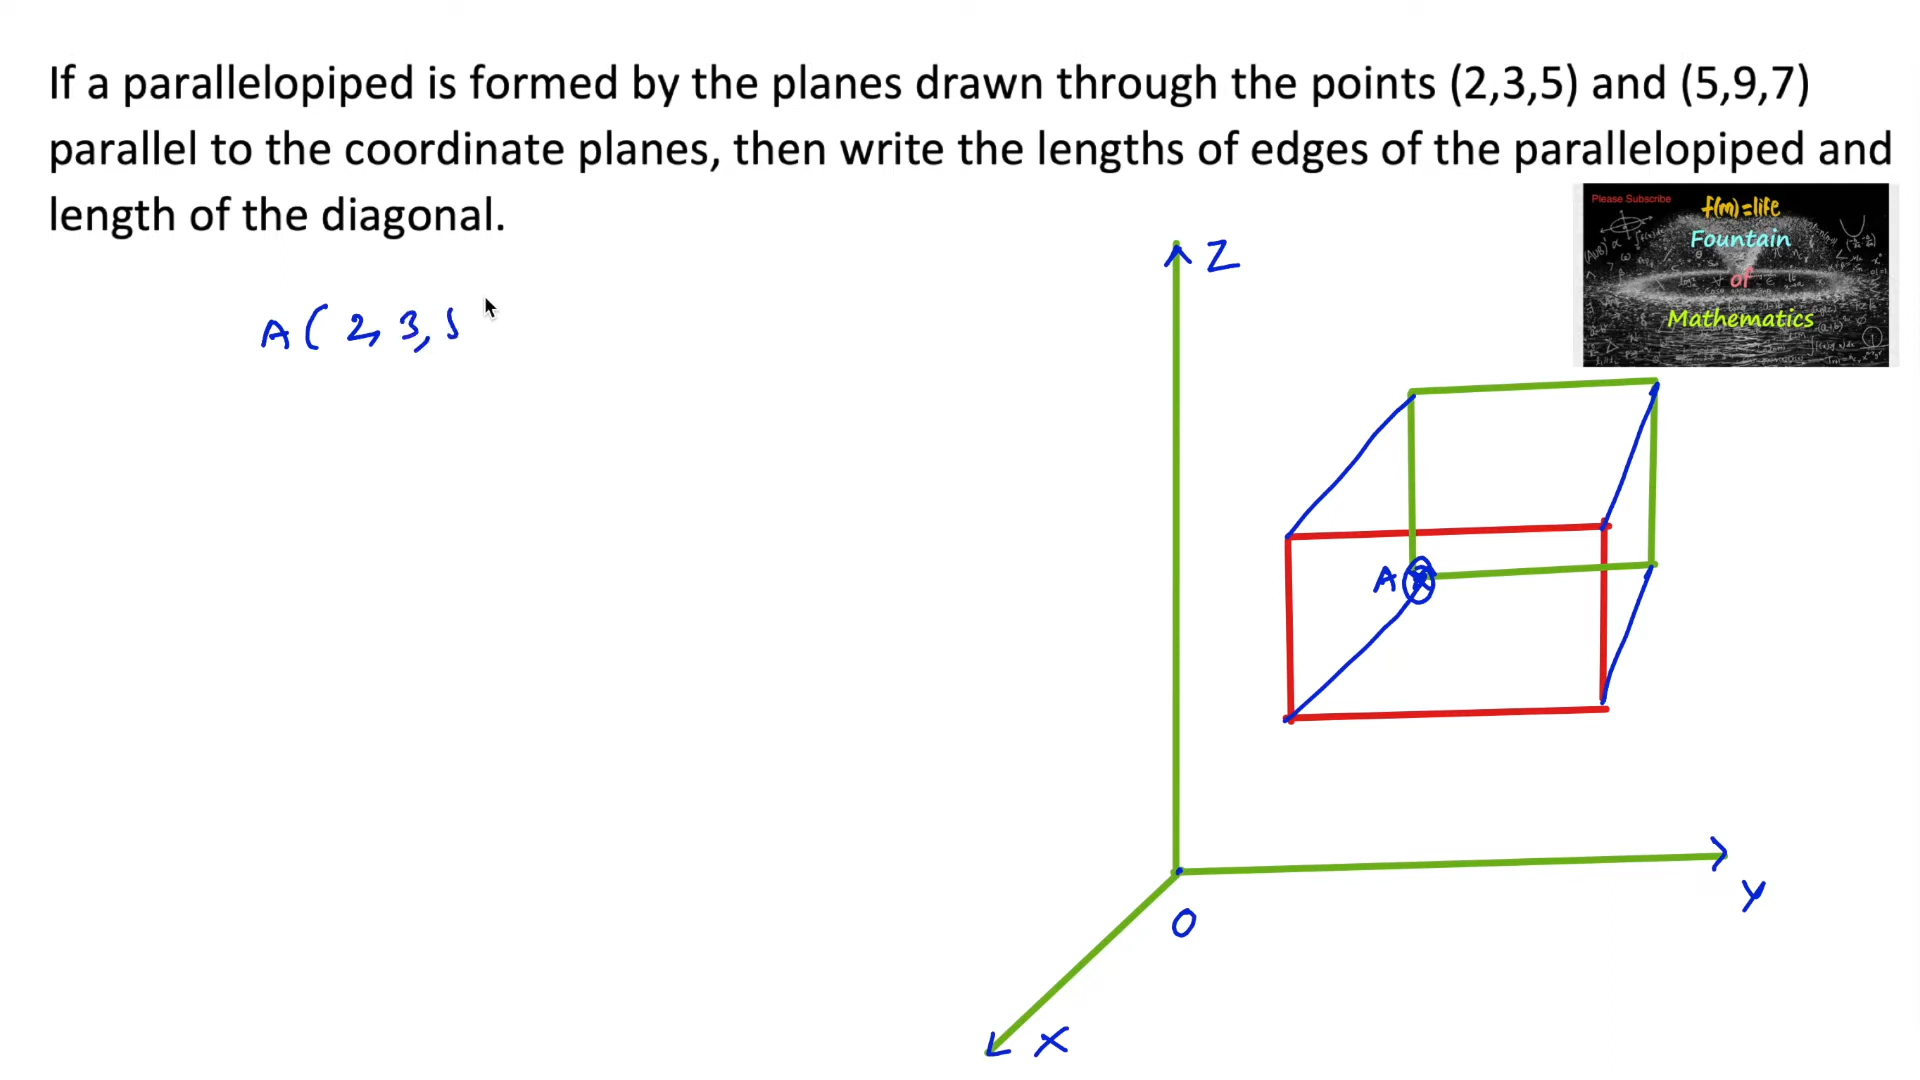 If a parallelopiped is formed by the planes drawn through the points (2,3,5) and (5,9,7)
parallel to the coordinate planes, then write the lengths of edges of the parallelopiped and
length of the diagonal.
Please Subscribe
f(m)=life
Fountain
of
Mathematics
Z
A( 2, 3, 5
A
Y
O
X